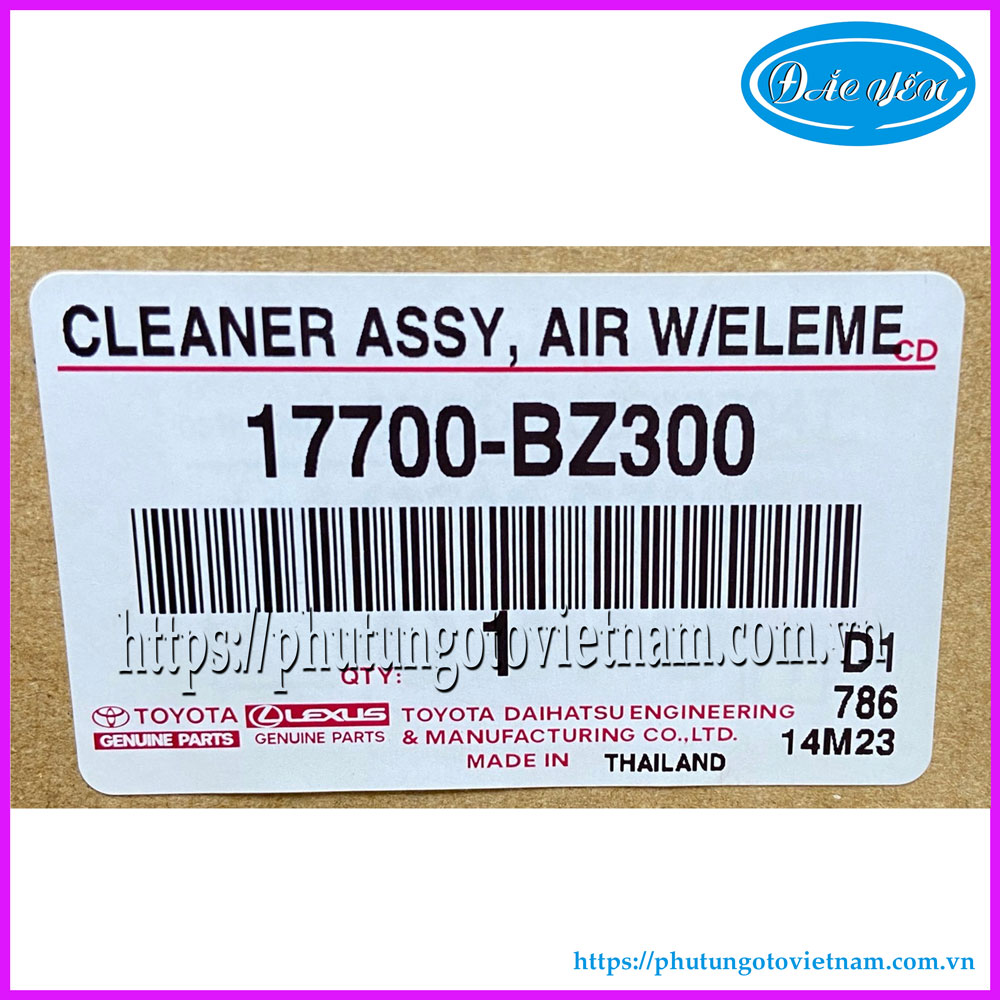 ĐẮC YẾN
CLEANER ASSY, AIR W/ELEME
CD
17700-BZ300
https://phutungotovietnam.com.vn
QTY: 1
D1
786
14M23
TOYOTA
GENUINE PARTS
LEXUS
GENUINE PARTS
TOYOTA DAIHATSU ENGINEERING
& MANUFACTURING CO.,LTD.
MADE IN THAILAND
https://phutungotovietnam.com.vn